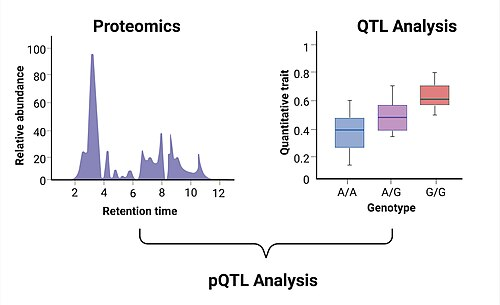 Proteomics
QTL Analysis
Relative abundance
100
80
60
40
20
0
2 4 6 8 10 12
Retention time
Quantitative trait
1
0.8
0.6
0.4
0.2
0
A/A A/G G/G
Genotype
pQTL Analysis